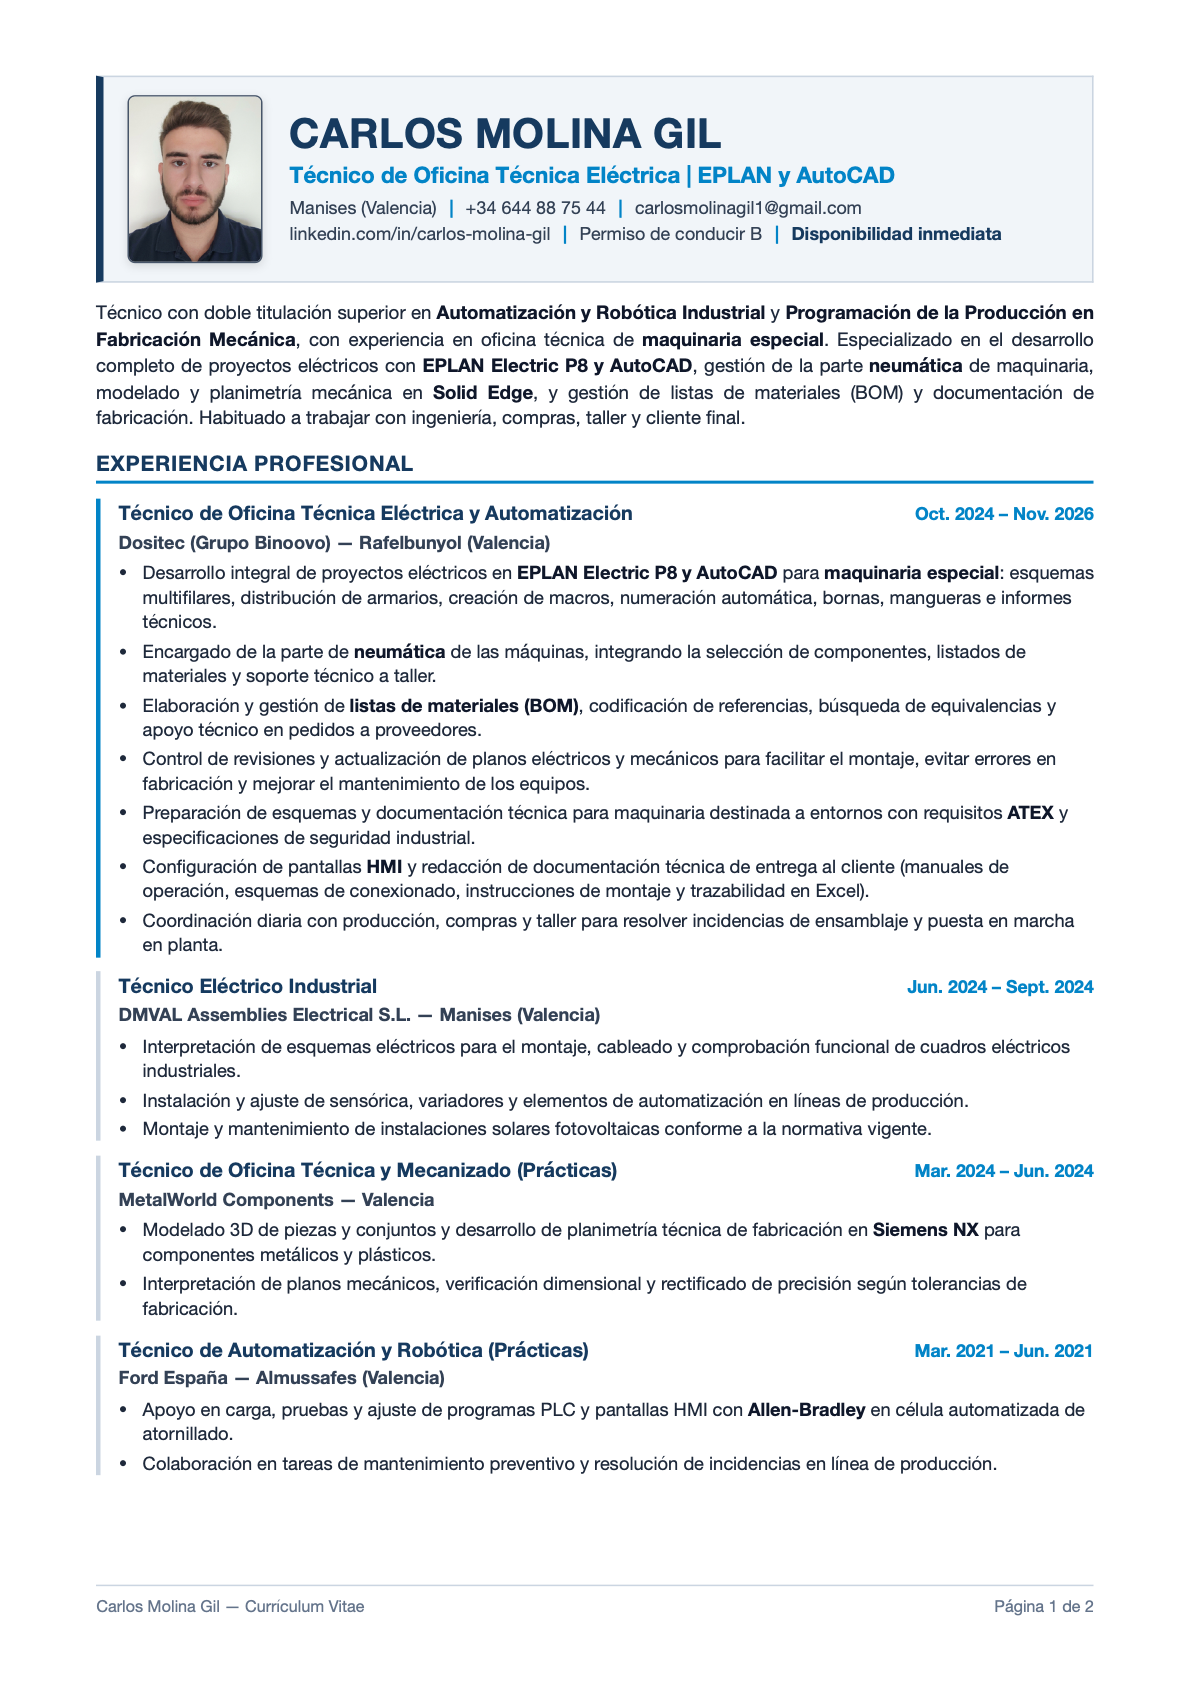 CARLOS MOLINA GIL
Técnico de Oficina Técnica Eléctrica | EPLAN y AutoCAD
Manises (Valencia) | +34 644 88 75 44 | carlosmolinagil1@gmail.com
linkedin.com/in/carlos-molina-gil | Permiso de conducir B | Disponibilidad inmediata
Técnico con doble titulación superior en Automatización y Robótica Industrial y Programación de la Producción en
Fabricación Mecánica, con experiencia en oficina técnica de maquinaria especial. Especializado en el desarrollo
completo de proyectos eléctricos con EPLAN Electric P8 y AutoCAD, gestión de la parte neumática de maquinaria,
modelado y planimetría mecánica en Solid Edge, y gestión de listas de materiales (BOM) y documentación de
fabricación. Habituado a trabajar con ingeniería, compras, taller y cliente final.
EXPERIENCIA PROFESIONAL
Técnico de Oficina Técnica Eléctrica y Automatización Oct. 2024 – Nov. 2026
Dositec (Grupo Binoovo) — Rafelbunyol (Valencia)
• Desarrollo integral de proyectos eléctricos en EPLAN Electric P8 y AutoCAD para maquinaria especial: esquemas
multifilares, distribución de armarios, creación de macros, numeración automática, bornas, mangueras e informes
técnicos.
• Encargado de la parte de neumática de las máquinas, integrando la selección de componentes, listados de
materiales y soporte técnico a taller.
• Elaboración y gestión de listas de materiales (BOM), codificación de referencias, búsqueda de equivalencias y
apoyo técnico en pedidos a proveedores.
• Control de revisiones y actualización de planos eléctricos y mecánicos para facilitar el montaje, evitar errores en
fabricación y mejorar el mantenimiento de los equipos.
• Preparación de esquemas y documentación técnica para maquinaria destinada a entornos con requisitos ATEX y
especificaciones de seguridad industrial.
• Configuración de pantallas HMI y redacción de documentación técnica de entrega al cliente (manuales de
operación, esquemas de conexionado, instrucciones de montaje y trazabilidad en Excel).
• Coordinación diaria con producción, compras y taller para resolver incidencias de ensamblaje y puesta en marcha
en planta.
Técnico Eléctrico Industrial Jun. 2024 – Sept. 2024
DMVAL Assemblies Electrical S.L. — Manises (Valencia)
• Interpretación de esquemas eléctricos para el montaje, cableado y comprobación funcional de cuadros eléctricos
industriales.
• Instalación y ajuste de sensórica, variadores y elementos de automatización en líneas de producción.
• Montaje y mantenimiento de instalaciones solares fotovoltaicas conforme a la normativa vigente.
Técnico de Oficina Técnica y Mecanizado (Prácticas) Mar. 2024 – Jun. 2024
MetalWorld Components — Valencia
• Modelado 3D de piezas y conjuntos y desarrollo de planimetría técnica de fabricación en Siemens NX para
componentes metálicos y plásticos.
• Interpretación de planos mecánicos, verificación dimensional y rectificado de precisión según tolerancias de
fabricación.
Técnico de Automatización y Robótica (Prácticas) Mar. 2021 – Jun. 2021
Ford España — Almussafes (Valencia)
• Apoyo en carga, pruebas y ajuste de programas PLC y pantallas HMI con Allen-Bradley en célula automatizada de
atornillado.
• Colaboración en tareas de mantenimiento preventivo y resolución de incidencias en línea de producción.
Carlos Molina Gil — Currículum Vitae Página 1 de 2